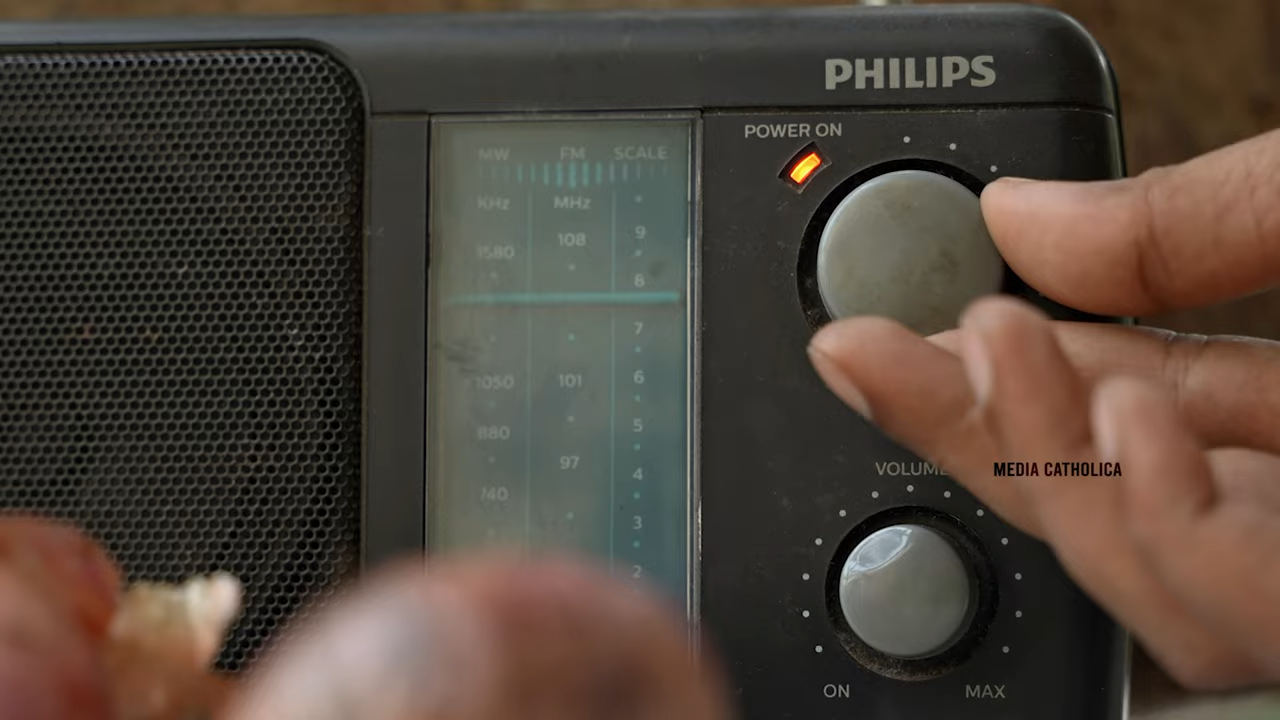 PHILIPS
POWER ON
MW FM SCALE
KHz MHz
108 9
1580
8
7
1050 101 6
880 5
97 4
740
3
2
VOLUME
MEDIA CATHOLICA
ON MAX